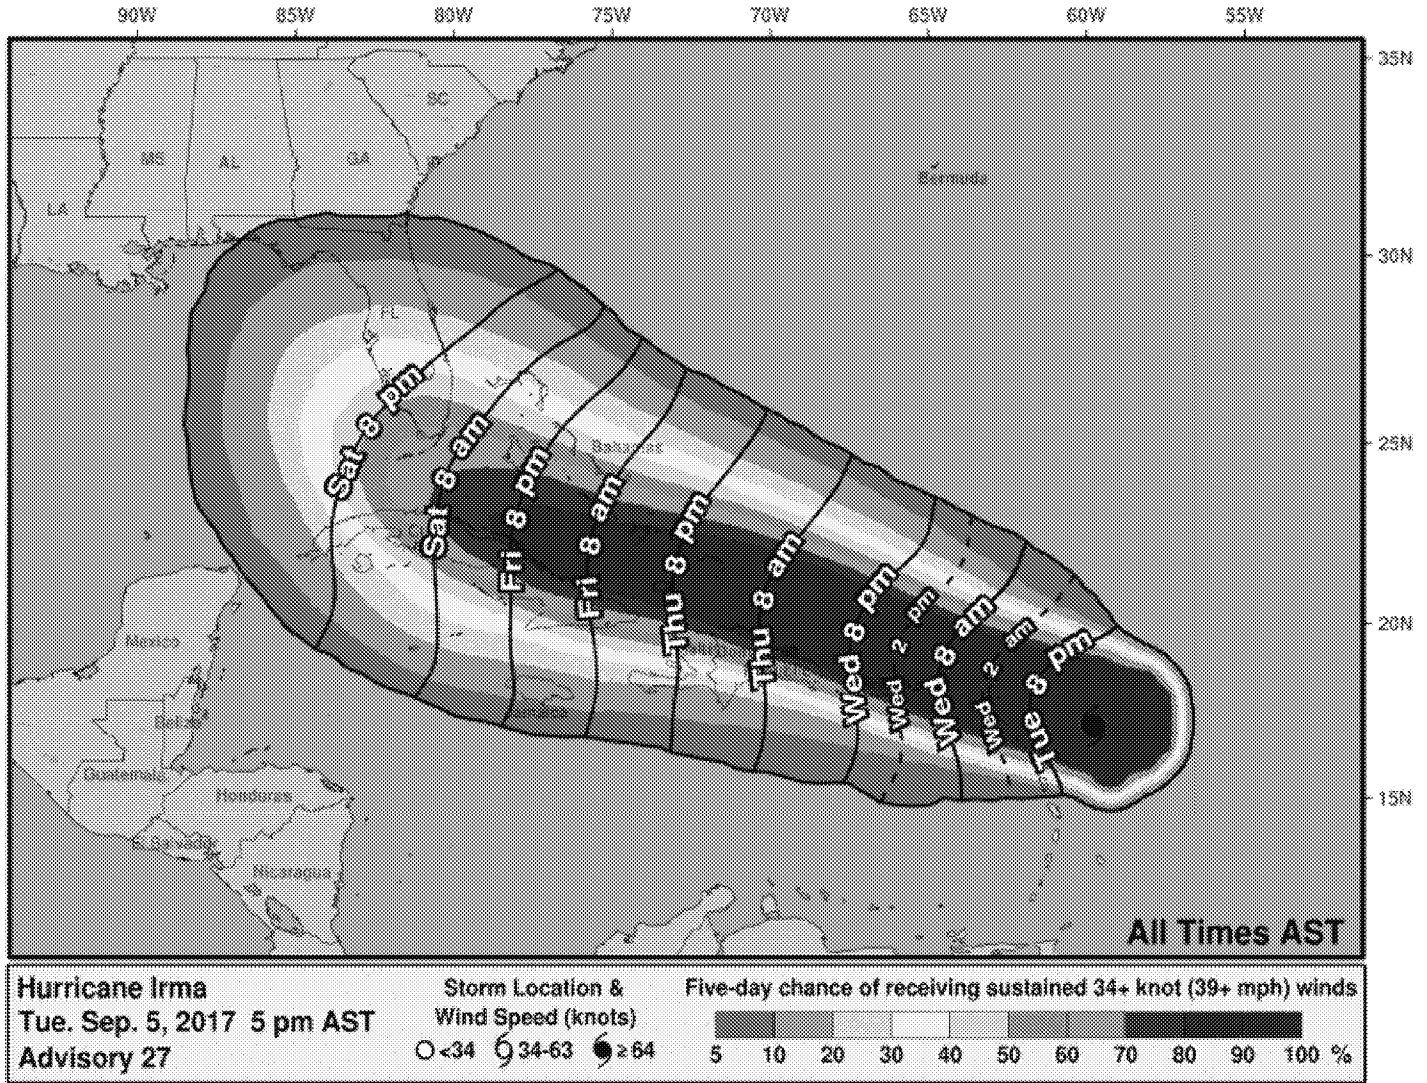 90W 85W 80W 75W 70W 65W 60W 55W
35N
30N
25N
20N
15N
SC
MS AL GA
LA
Bermuda
FL
Bahamas
Mexico
Belize
Jamaica
Guatemala
Honduras
El Salvador
Nicaragua
Sat 8 pm
Sat 8 am
Fri 8 pm
Fri 8 am
Thu 8 pm
Thu 8 am
Wed 8 pm
Wed 2 pm
Wed 8 am
Wed 2 am
Tue 8 pm
All Times AST
Hurricane Irma
Tue. Sep. 5, 2017 5 pm AST
Advisory 27
Storm Location &
Wind Speed (knots)
<34 34-63 ≥ 64
Five-day chance of receiving sustained 34+ knot (39+ mph) winds
5 10 20 30 40 50 60 70 80 90 100 %